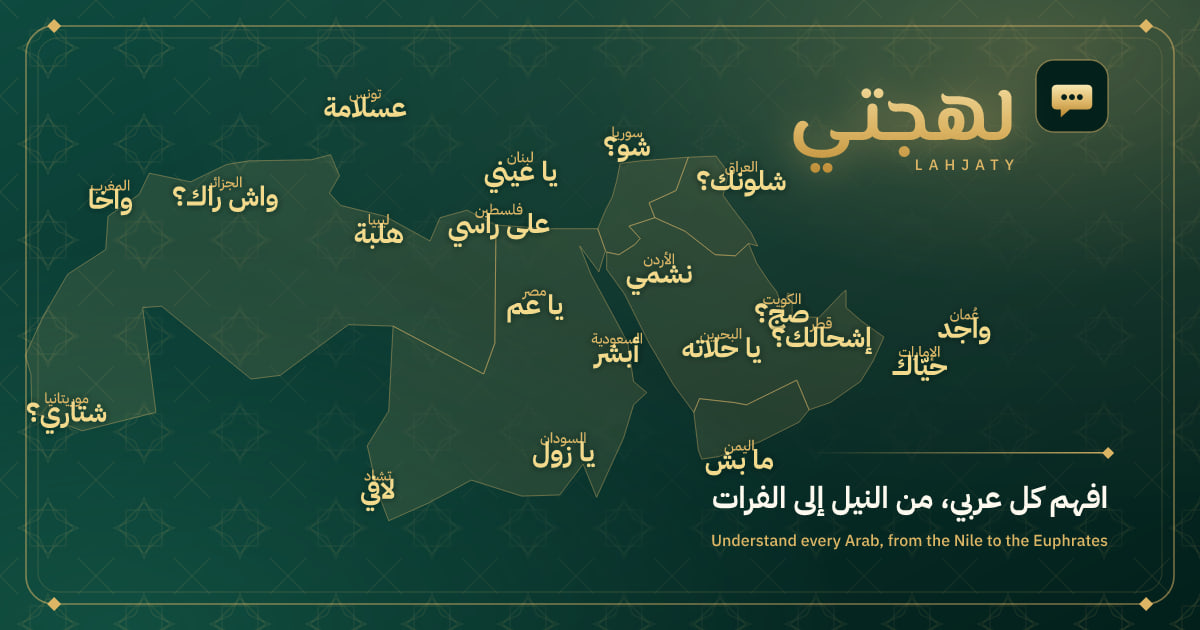 لهجتي
LAHJATY
تونس
عسلامة
سوريا
شو؟
لبنان
يا عيني
العراق
شلونك؟
المغرب
واخا
الجزائر
واش راك؟
ليبيا
هلبة
فلسطين
على راسي
الأردن
نشمي
مصر
يا عم
الكويت
صج؟
قطر
إشحالك؟
عُمان
واجد
السعودية
أبشر
البحرين
يا حلاته
الإمارات
حيّاك
موريتانيا
شتاري؟
السودان
يا زول
اليمن
ما بش
تشاد
لافي
افهم كل عربي، من النيل إلى الفرات
Understand every Arab, from the Nile to the Euphrates